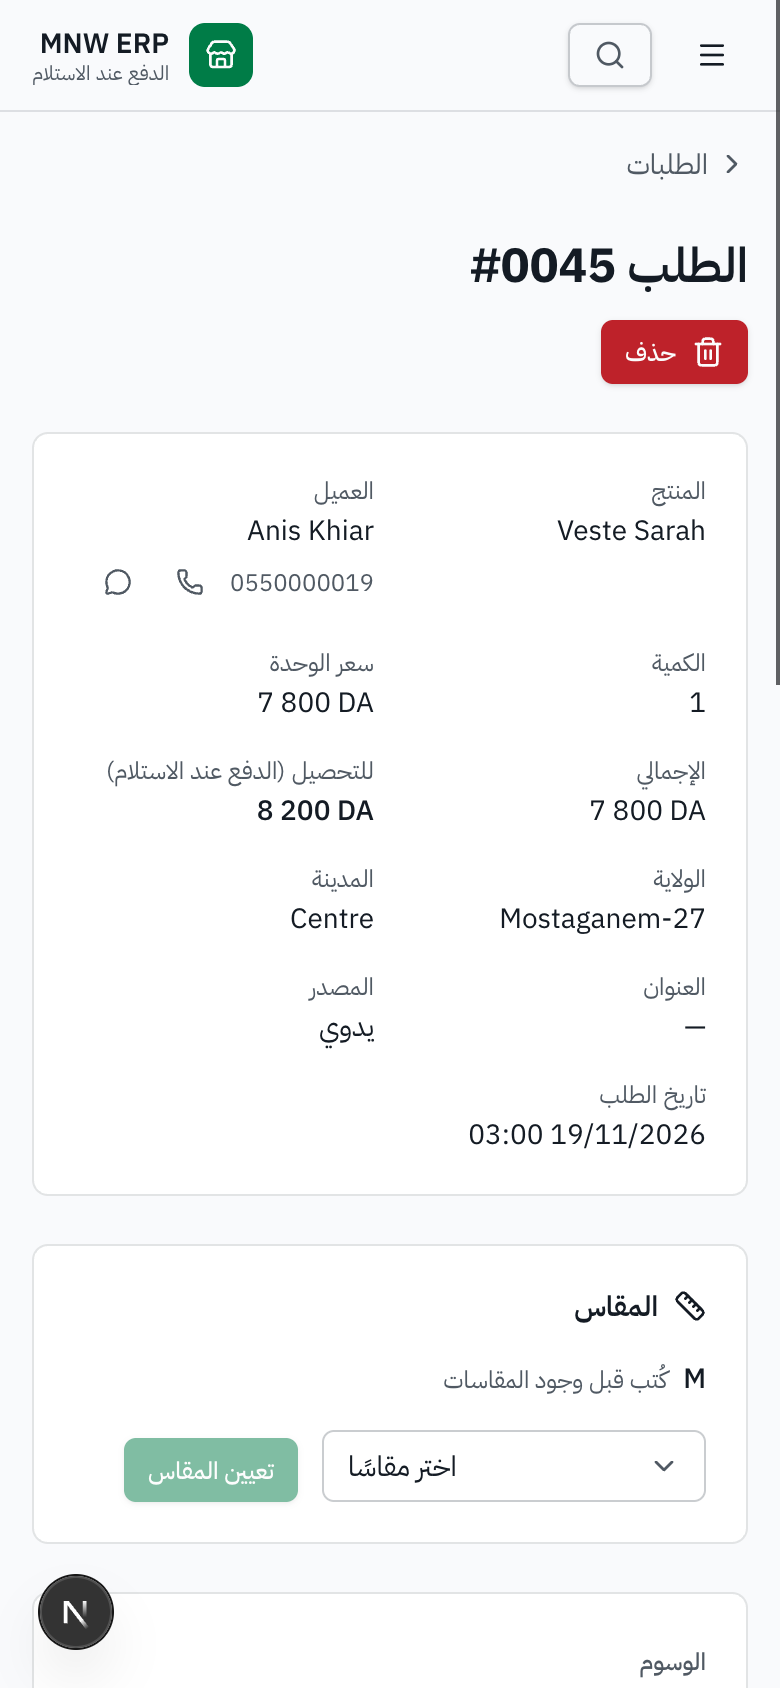 MNW ERP
الدفع عند الاستلام
الطلبات
الطلب 0045#
حذف
المنتج
Veste Sarah
العميل
Anis Khiar
0550000019
الكمية
1
سعر الوحدة
7 800 DA
الإجمالي
7 800 DA
للتحصيل (الدفع عند الاستلام)
8 200 DA
الولاية
Mostaganem-27
المدينة
Centre
العنوان
—
المصدر
يدوي
تاريخ الطلب
03:00 19/11/2026
المقاس
M كُتب قبل وجود المقاسات
اختر مقاسًا
تعيين المقاس
N
الوسوم